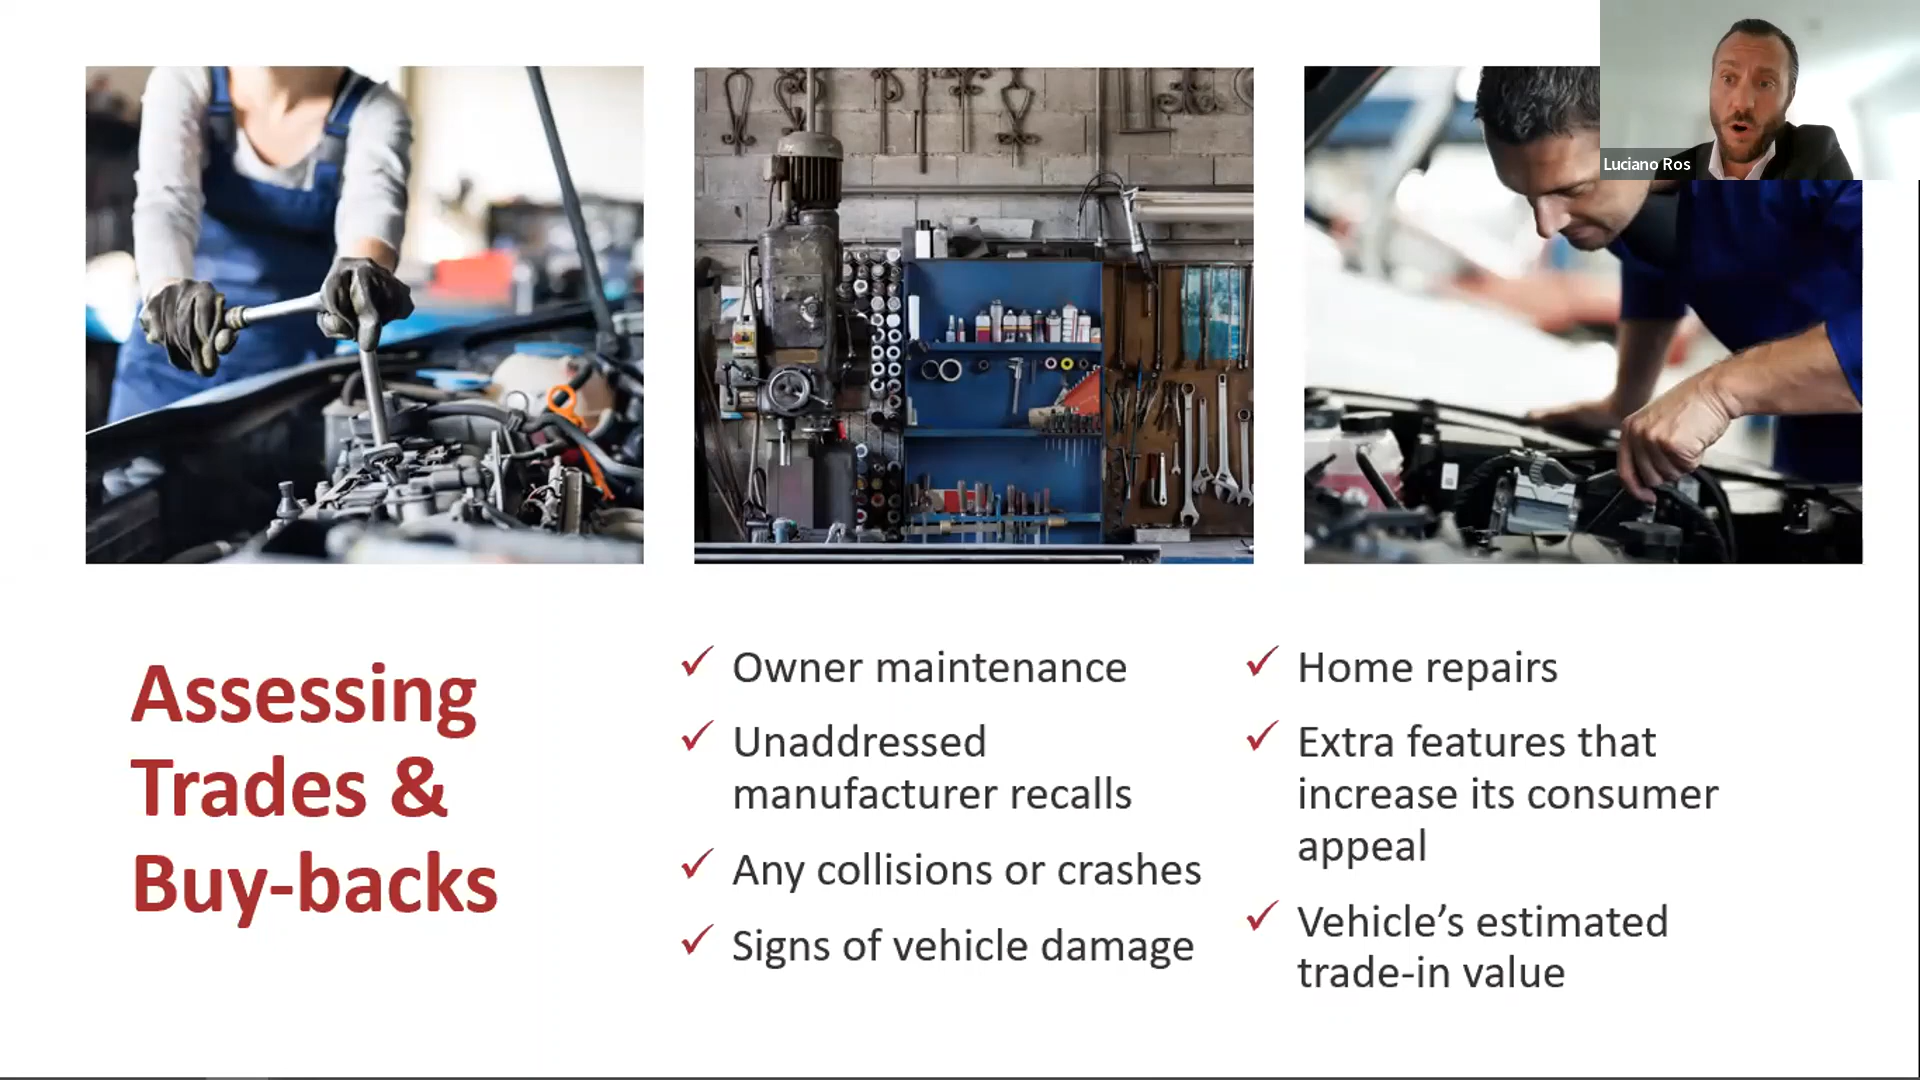 Luciano Ros
Assessing
Trades &
Buy-backs
✓ Owner maintenance
✓ Unaddressed
manufacturer recalls
✓ Any collisions or crashes
✓ Signs of vehicle damage
✓ Home repairs
✓ Extra features that
increase its consumer
appeal
✓ Vehicle’s estimated
trade-in value